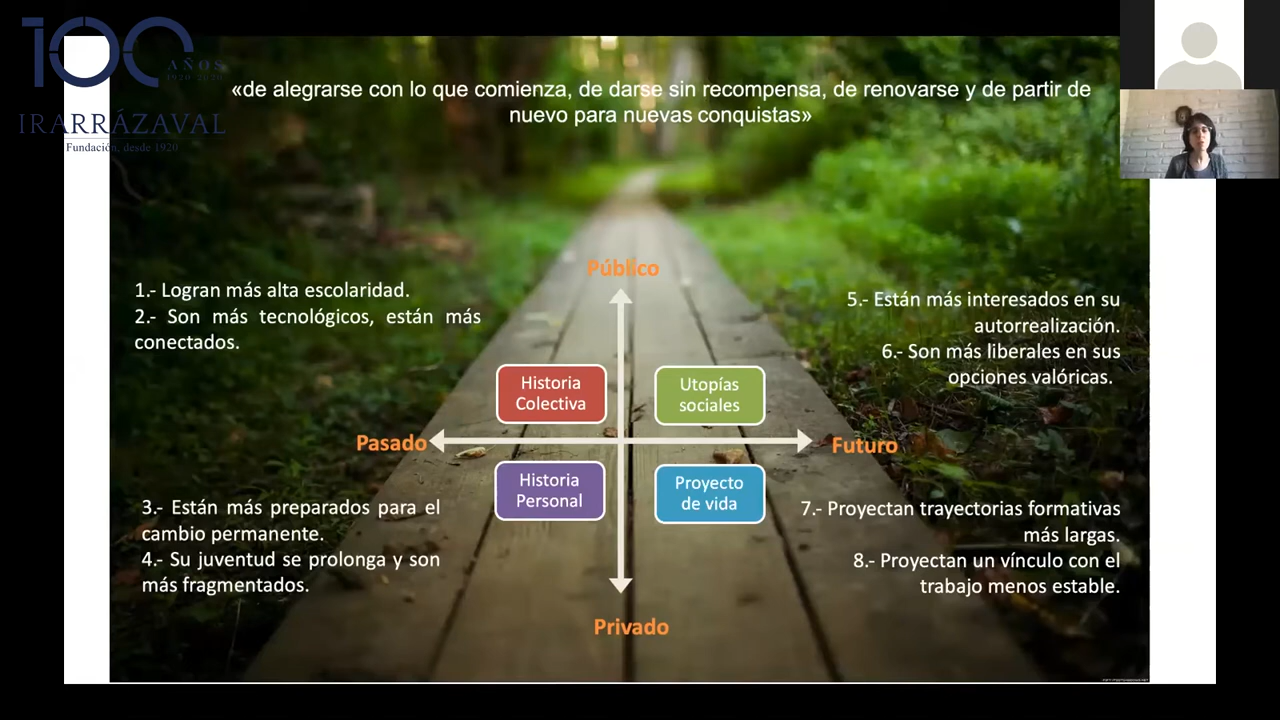 100
AÑOS
1920-2020
IRARRÁZAVAL
Fundación, desde 1920
«de alegrarse con lo que comienza, de darse sin recompensa, de renovarse y de partir de
nuevo para nuevas conquistas»
Público
1.- Logran más alta escolaridad.
2.- Son más tecnológicos, están más
conectados.
5.- Están más interesados en su
autorrealización.
6.- Son más liberales en sus
opciones valóricas.
Historia
Colectiva
Utopías
sociales
Pasado
Futuro
Historia
Personal
Proyecto
de vida
3.- Están más preparados para el
cambio permanente.
4.- Su juventud se prolonga y son
más fragmentados.
7.- Proyectan trayectorias formativas
más largas.
8.- Proyectan un vínculo con el
trabajo menos estable.
Privado